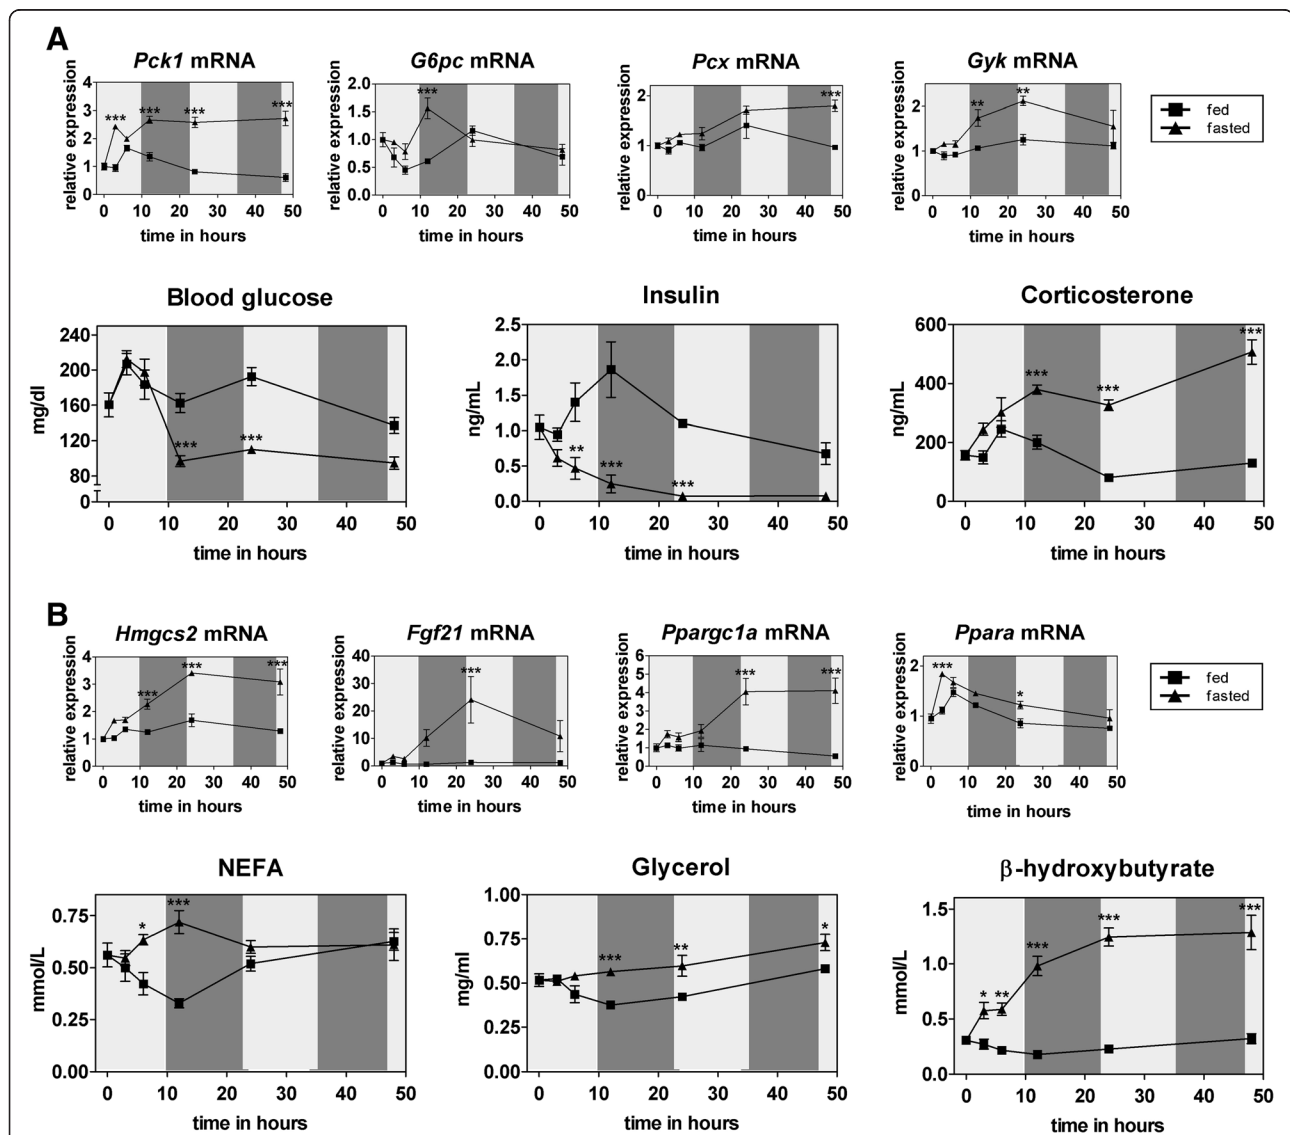 A
Pck1 mRNA
relative expression
4
3
2
1
0
***
***
***
***
0 10 20 30 40 50
time in hours
G6pc mRNA
relative expression
2.0
1.5
1.0
0.5
0.0
***
0 10 20 30 40 50
time in hours
Pcx mRNA
relative expression
2
1
0
***
0 10 20 30 40 50
time in hours
Gyk mRNA
relative expression
2
1
0
**
**
0 10 20 30 40 50
time in hours
fed
fasted
Blood glucose
mg/dl
240
200
160
120
80
0
***
***
0 10 20 30 40 50
time in hours
Insulin
ng/mL
2.5
2.0
1.5
1.0
0.5
0.0
**
***
***
0 10 20 30 40 50
time in hours
Corticosterone
ng/mL
600
400
200
0
***
***
***
0 10 20 30 40 50
time in hours
B
Hmgcs2 mRNA
relative expression
4
3
2
1
0
***
***
***
0 10 20 30 40 50
time in hours
Fgf21 mRNA
relative expression
40
30
20
10
0
***
0 10 20 30 40 50
time in hours
Ppargc1a mRNA
relative expression
6
5
4
3
2
1
0
***
***
0 10 20 30 40 50
time in hours
Ppara mRNA
relative expression
2
1
0
***
*
0 10 20 30 40 50
time in hours
fed
fasted
NEFA
mmol/L
0.75
0.50
0.25
0.00
*
***
0 10 20 30 40 50
time in hours
Glycerol
mg/ml
1.00
0.75
0.50
0.25
0.00
***
**
*
0 10 20 30 40 50
time in hours
β-hydroxybutyrate
mmol/L
1.5
1.0
0.5
0.0
*
**
***
***
***
0 10 20 30 40 50
time in hours